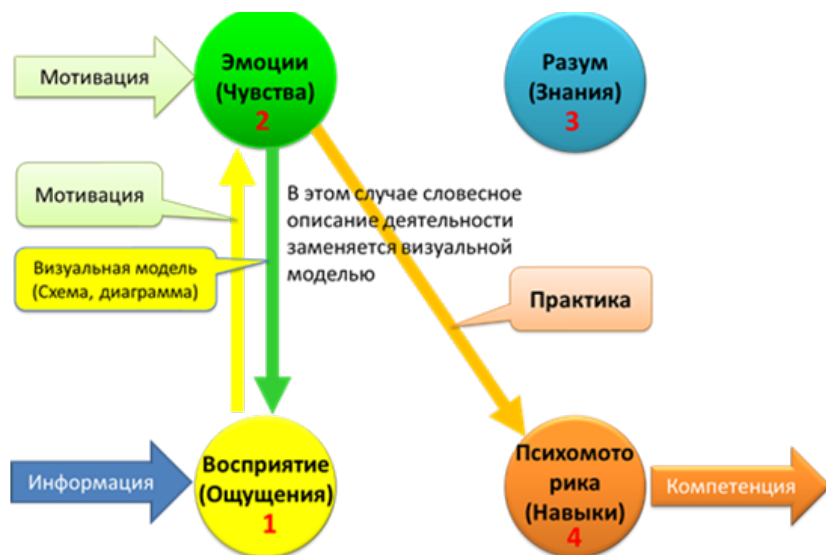 Мотивация
Эмоции
(Чувства)
2
Разум
(Знания)
3
Мотивация
Визуальная модель
(Схема, диаграмма)
В этом случае словесное
описание деятельности
заменяется визуальной
моделью
Практика
Информация
Восприятие
(Ощущения)
1
Психомото
рика
(Навыки)
4
Компетенция